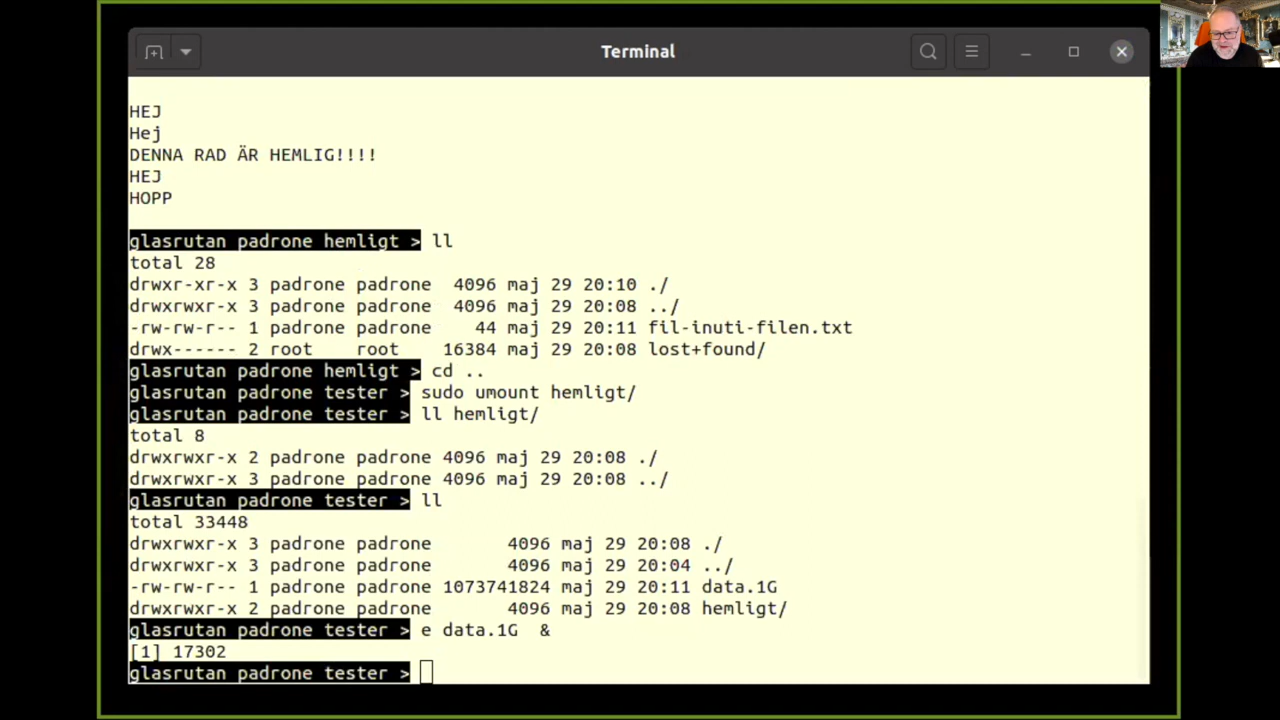 Terminal
HEJ
Hej
DENNA RAD ÄR HEMLIG!!!!
HEJ
HOPP
glasrutan padrone hemligt > ll
total 28
drwxr-xr-x 3 padrone padrone  4096 maj 29 20:10 ./
drwxrwxr-x 3 padrone padrone  4096 maj 29 20:08 ../
-rw-rw-r-- 1 padrone padrone    44 maj 29 20:11 fil-inuti-filen.txt
drwx------ 2 root    root    16384 maj 29 20:08 lost+found/
glasrutan padrone hemligt > cd ..
glasrutan padrone tester > sudo umount hemligt/
glasrutan padrone tester > ll hemligt/
total 8
drwxrwxr-x 2 padrone padrone 4096 maj 29 20:08 ./
drwxrwxr-x 3 padrone padrone 4096 maj 29 20:08 ../
glasrutan padrone tester > ll
total 33448
drwxrwxr-x 3 padrone padrone       4096 maj 29 20:08 ./
drwxrwxr-x 3 padrone padrone       4096 maj 29 20:04 ../
-rw-rw-r-- 1 padrone padrone 1073741824 maj 29 20:11 data.1G
drwxrwxr-x 2 padrone padrone       4096 maj 29 20:08 hemligt/
glasrutan padrone tester > e data.1G  &
[1] 17302
glasrutan padrone tester >